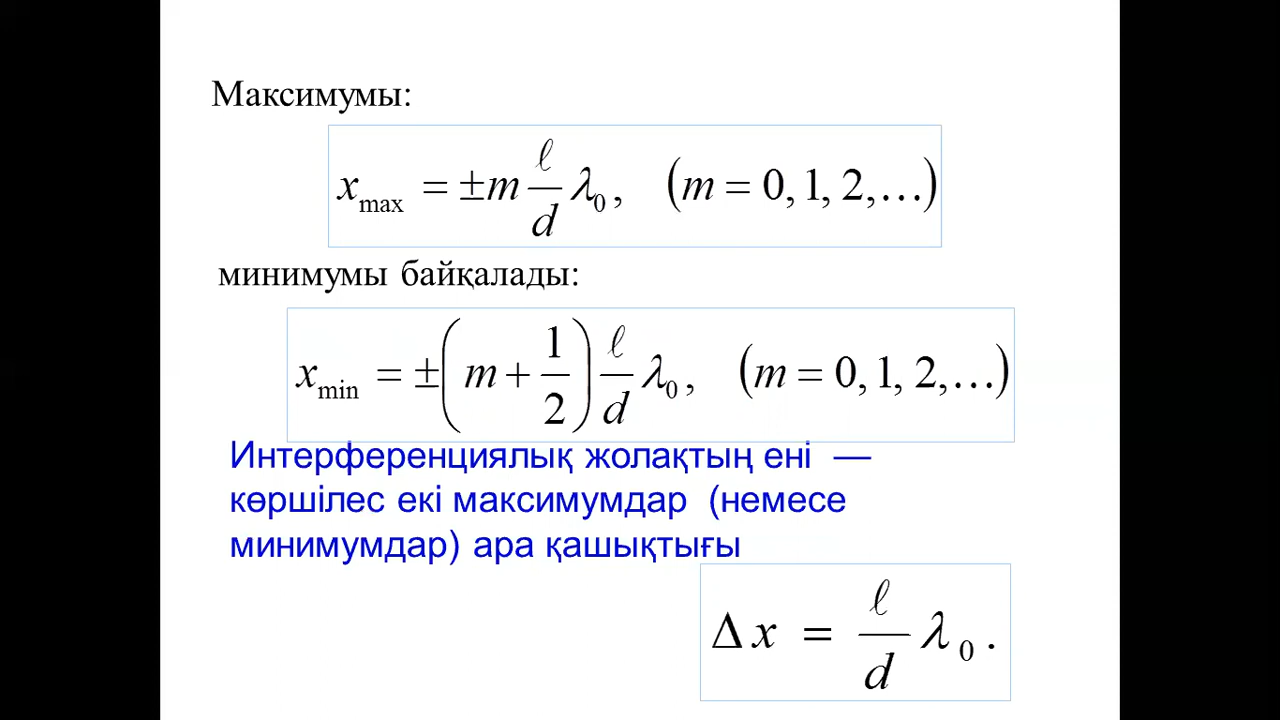 Максимумы:
x_max = ±m ℓ/d λ₀, (m = 0, 1, 2,…)
минимумы байқалады:
x_min = ±(m + 1/2) ℓ/d λ₀, (m = 0, 1, 2,…)
Интерференциялық жолақтың ені —
көршілес екі максимумдар (немесе
минимумдар) ара қашықтығы
Δx = ℓ/d λ₀.